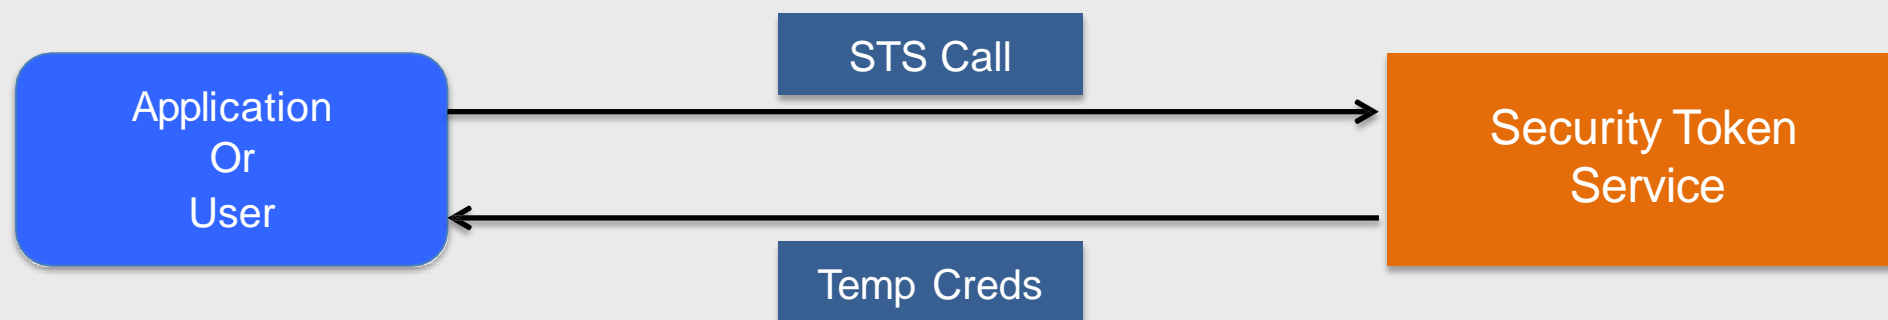 STS Call
Application
Or
User
Security Token
Service
Temp Creds